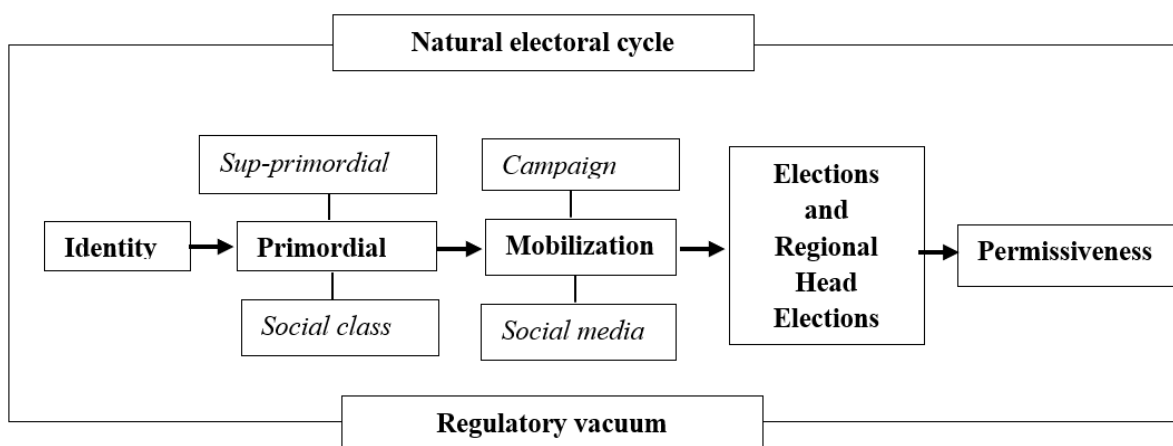 Natural electoral cycle
Sup-primordial
Campaign
Elections
and
Regional
Head
Elections
Identity
Primordial
Mobilization
Permissiveness
Social class
Social media
Regulatory vacuum